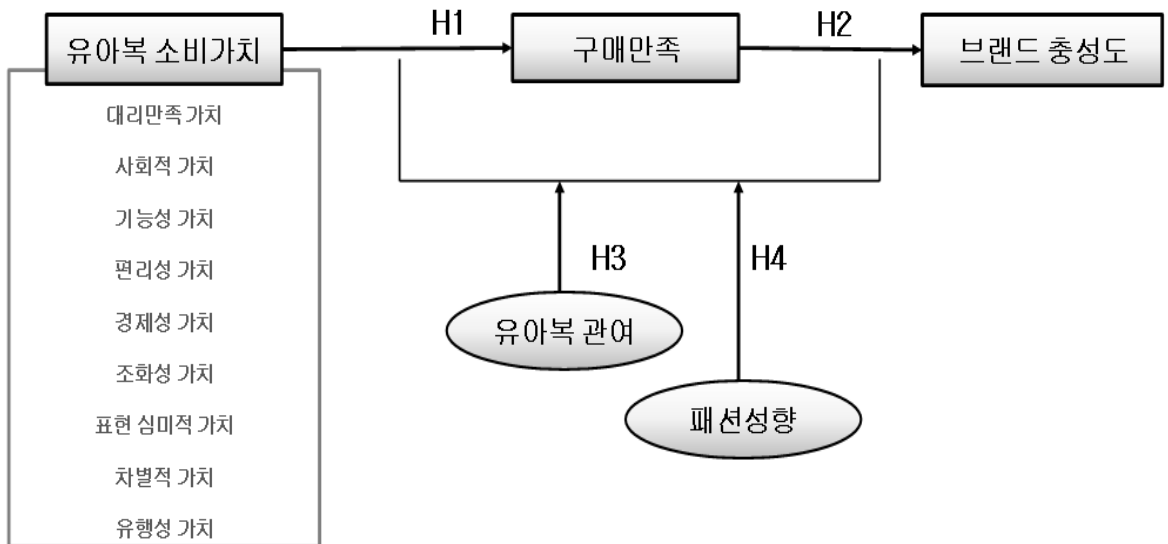 H1
H2
유아복 소비가치
구매만족
브랜드 충성도
대리만족 가치
사회적 가치
기능성 가치
편리성 가치
경제성 가치
조화성 가치
표현 심미적 가치
차별적 가치
유행성 가치
H3
H4
유아복 관여
패션성향